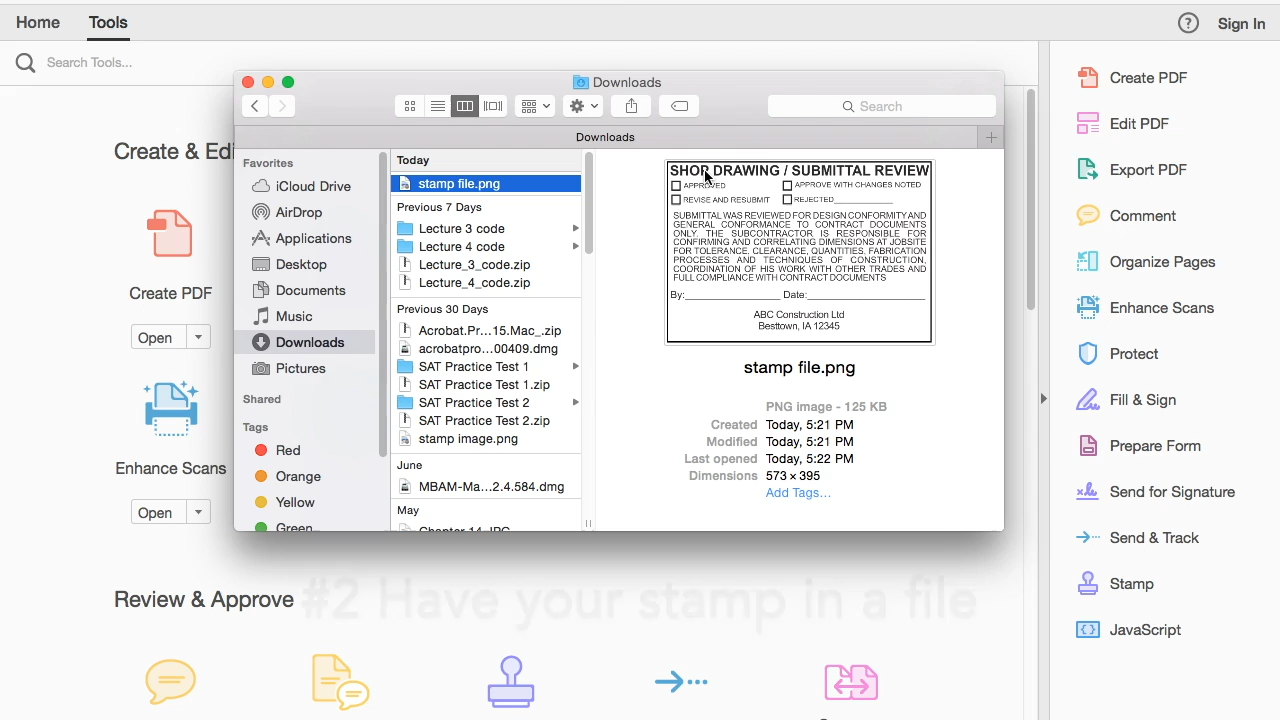 Home
Tools
Sign In
Search Tools...
Create & Edi
Create PDF
Open
Enhance Scans
Open
Review & Approve
#2 Have your stamp in a file
Downloads
Search
Downloads
Favorites
iCloud Drive
AirDrop
Applications
Desktop
Documents
Music
Downloads
Pictures
Shared
Tags
Red
Orange
Yellow
Green
Today
stamp file.png
Previous 7 Days
Lecture 3 code
Lecture 4 code
Lecture_3_code.zip
Lecture_4_code.zip
Previous 30 Days
Acrobat.Pr...15.Mac_.zip
acrobatpro...00409.dmg
SAT Practice Test 1
SAT Practice Test 1.zip
SAT Practice Test 2
SAT Practice Test 2.zip
stamp image.png
June
MBAM-Ma...2.4.584.dmg
May
SHOP DRAWING / SUBMITTAL REVIEW
APPROVED
APPROVE WITH CHANGES NOTED
REVISE AND RESUBMIT
REJECTED
SUBMITTAL WAS REVIEWED FOR DESIGN CONFORMITY AND
GENERAL CONFORMANCE TO CONTRACT DOCUMENTS
ONLY. THE SUBCONTRACTOR IS RESPONSIBLE FOR
CONFIRMING AND CORRELATING DIMENSIONS AT JOBSITE
FOR TOLERANCE, CLEARANCE, QUANTITIES, FABRICATION
PROCESSES AND TECHNIQUES OF CONSTRUCTION,
COORDINATION OF HIS WORK WITH OTHER TRADES AND
FULL COMPLIANCE WITH CONTRACT DOCUMENTS
By: Date:
ABC Construction Ltd
Besttown, IA 12345
stamp file.png
PNG image - 125 KB
Created Today, 5:21 PM
Modified Today, 5:21 PM
Last opened Today, 5:22 PM
Dimensions 573 × 395
Add Tags...
Create PDF
Edit PDF
Export PDF
Comment
Organize Pages
Enhance Scans
Protect
Fill & Sign
Prepare Form
Send for Signature
Send & Track
Stamp
JavaScript